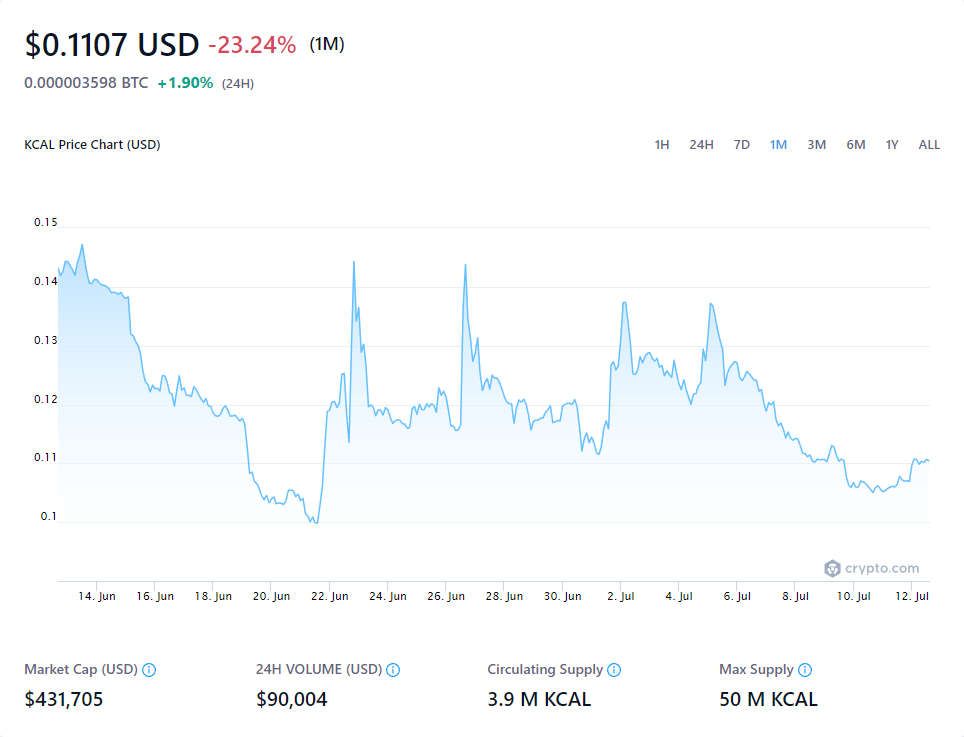 $0.1107 USD -23.24% (1M)
0.000003598 BTC +1.90% (24H)
KCAL Price Chart (USD) 1H 24H 7D 1M 3M 6M 1Y ALL
0.15
0.14
0.13
0.12
0.11
0.1
crypto.com
14. Jun 16. Jun 18. Jun 20. Jun 22. Jun 24. Jun 26. Jun 28. Jun 30. Jun 2. Jul 4. Jul 6. Jul 8. Jul 10. Jul 12. Jul
Market Cap (USD) 24H VOLUME (USD) Circulating Supply Max Supply
$431,705 $90,004 3.9 M KCAL 50 M KCAL